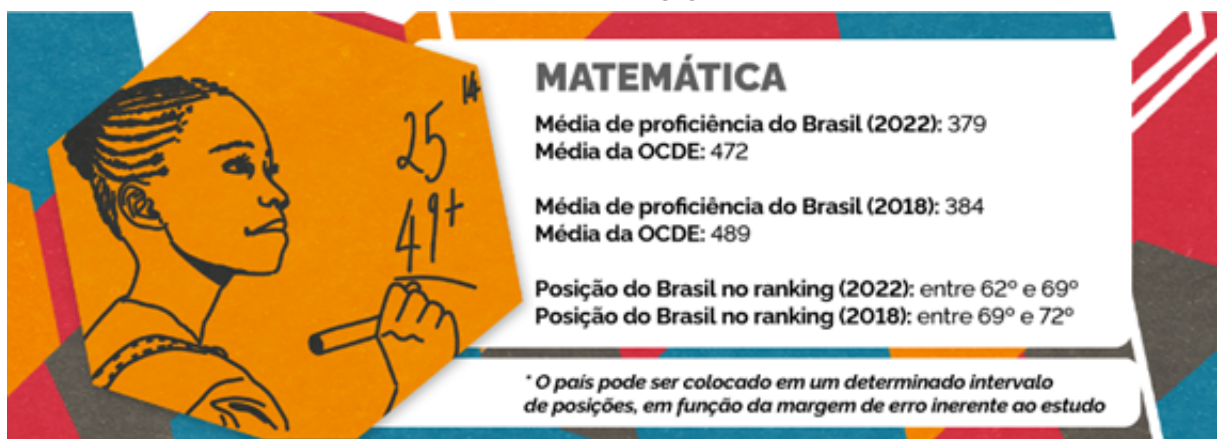 14
25
49+
MATEMÁTICA
Média de proficiência do Brasil (2022): 379
Média da OCDE: 472
Média de proficiência do Brasil (2018): 384
Média da OCDE: 489
Posição do Brasil no ranking (2022): entre 62º e 69º
Posição do Brasil no ranking (2018): entre 69º e 72º
* O país pode ser colocado em um determinado intervalo
de posições, em função da margem de erro inerente ao estudo